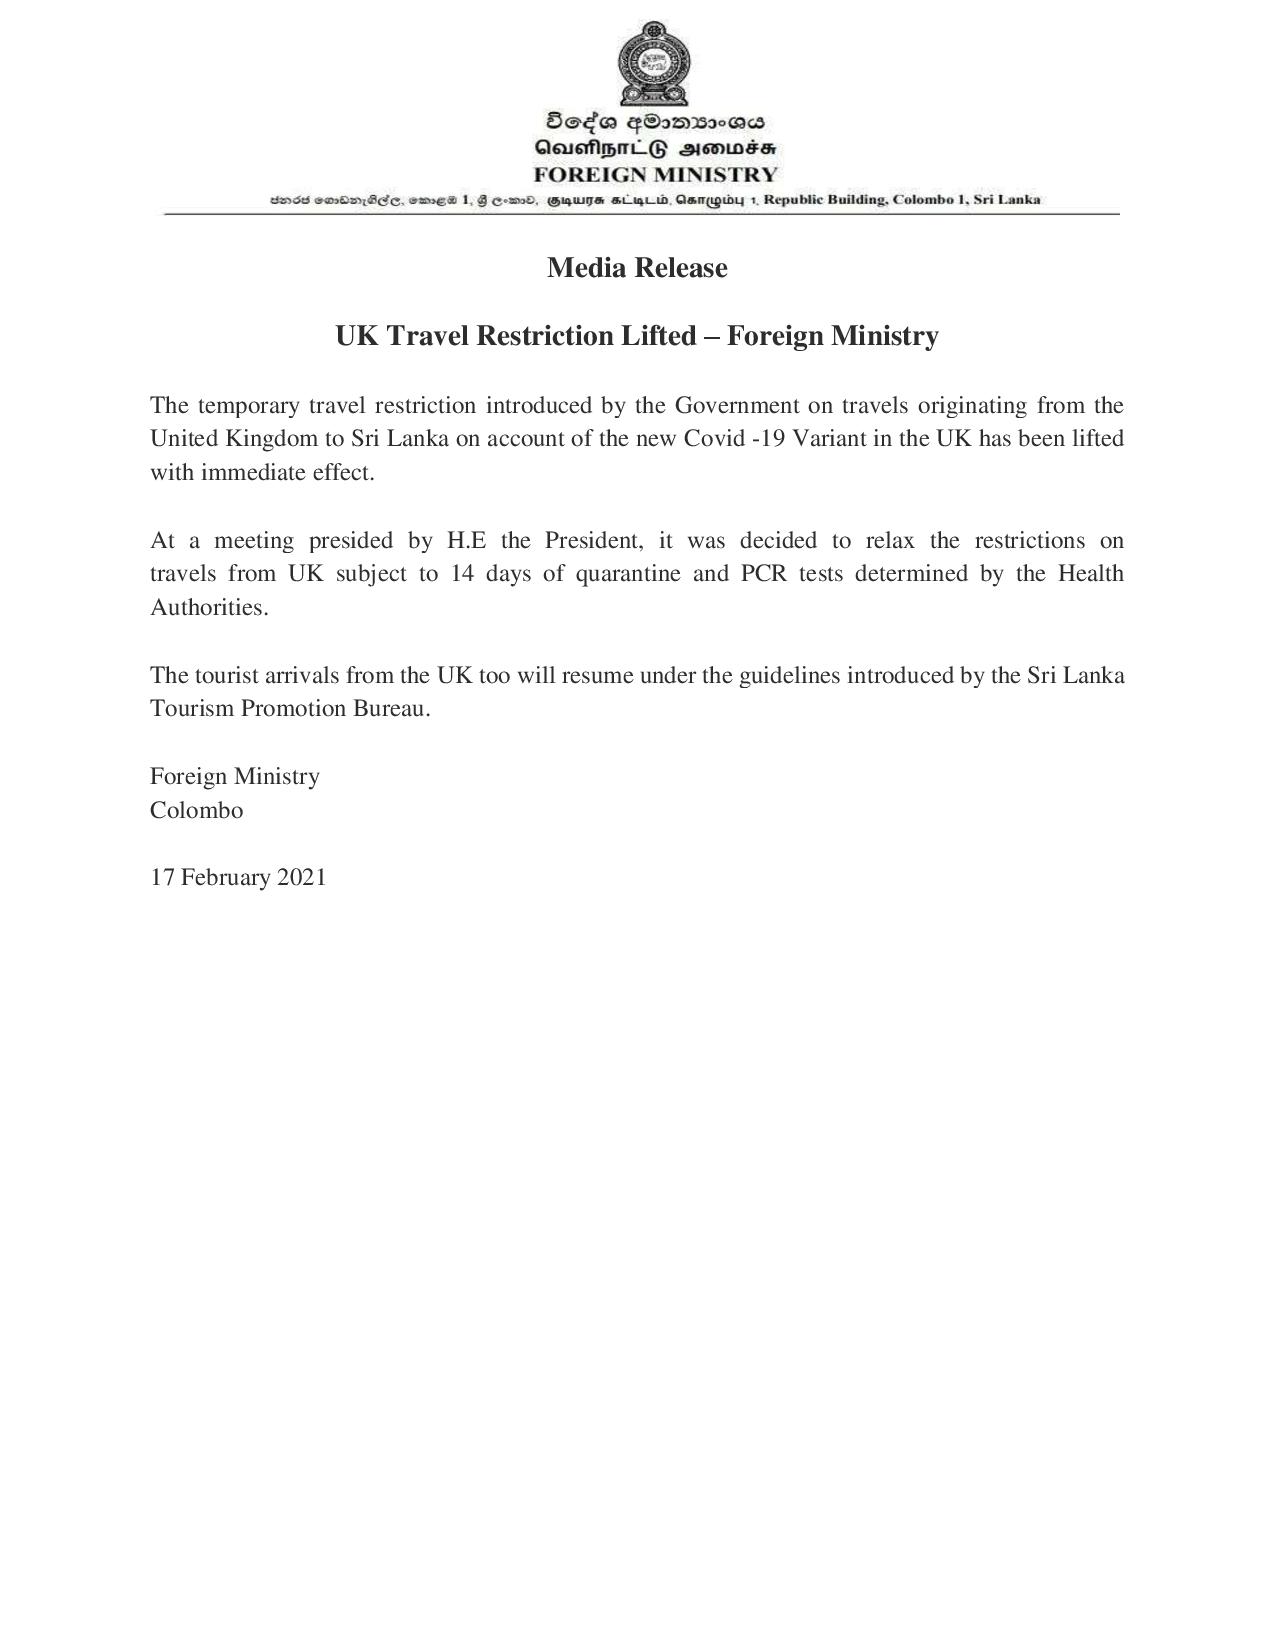 විදේශ අමාත්‍යාංශය
வெளிநாட்டு அமைச்சு
FOREIGN MINISTRY
ජනරජ ගොඩනැගිල්ල, කොළඹ 1, ශ්‍රී ලංකාව, குடியரசு கட்டிடம், கொழும்பு 1, Republic Building, Colombo 1, Sri Lanka
Media Release
UK Travel Restriction Lifted – Foreign Ministry
The temporary travel restriction introduced by the Government on travels originating from the
United Kingdom to Sri Lanka on account of the new Covid -19 Variant in the UK has been lifted
with immediate effect.
At a meeting presided by H.E the President, it was decided to relax the restrictions on
travels from UK subject to 14 days of quarantine and PCR tests determined by the Health
Authorities.
The tourist arrivals from the UK too will resume under the guidelines introduced by the Sri Lanka
Tourism Promotion Bureau.
Foreign Ministry
Colombo
17 February 2021